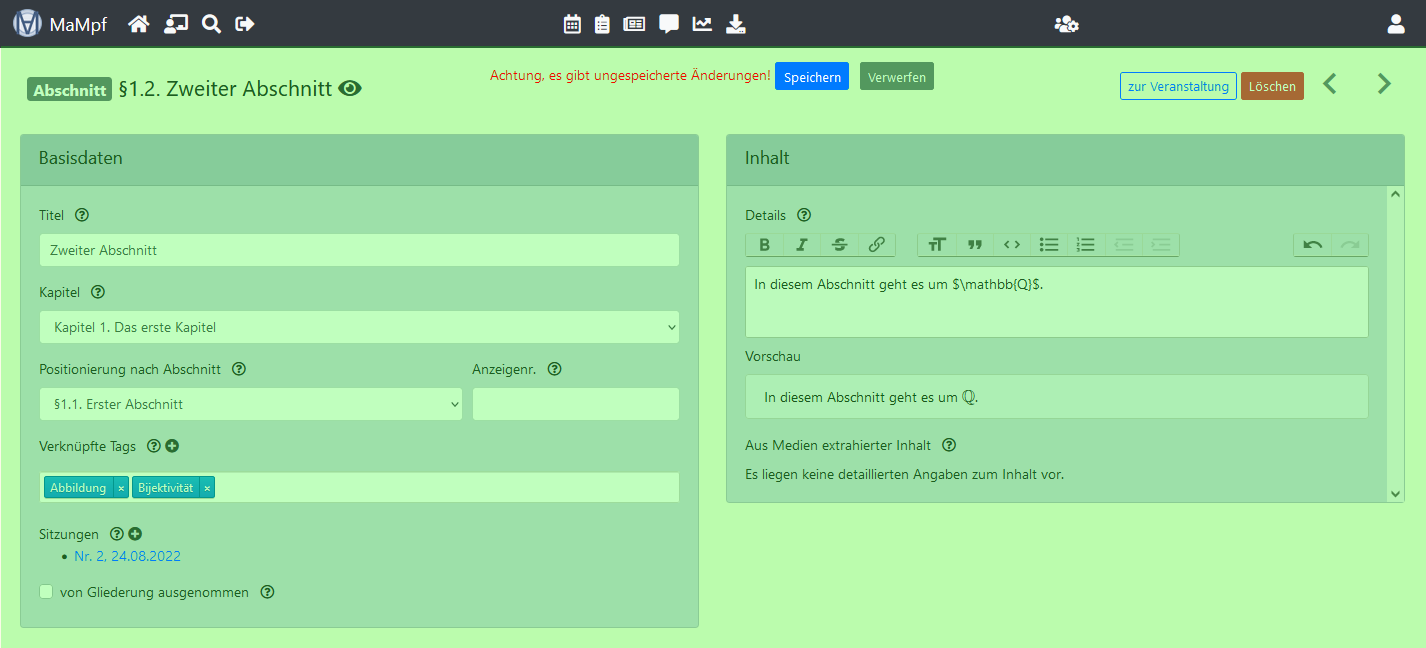 MaMpf
Abschnitt §1.2. Zweiter Abschnitt
Achtung, es gibt ungespeicherte Änderungen! Speichern Verwerfen
zur Veranstaltung Löschen
Basisdaten
Titel
Zweiter Abschnitt
Kapitel
Kapitel 1. Das erste Kapitel
Positionierung nach Abschnitt Anzeigenr.
§1.1. Erster Abschnitt
Verknüpfte Tags
Abbildung × Bijektivität ×
Sitzungen
• Nr. 2, 24.08.2022
von Gliederung ausgenommen
Inhalt
Details
In diesem Abschnitt geht es um $\mathbb{Q}$.
Vorschau
In diesem Abschnitt geht es um ℚ.
Aus Medien extrahierter Inhalt
Es liegen keine detaillierten Angaben zum Inhalt vor.